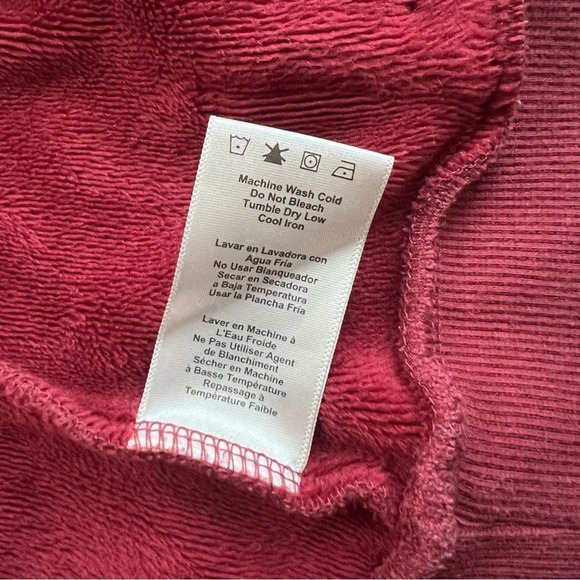 Machine Wash Cold
Do Not Bleach
Tumble Dry Low
Cool Iron
Lavar en Lavadora con
Agua Fría
No Usar Blanqueador
Secar en Secadora
a Baja Temperatura
Usar la Plancha Fría
Laver en Machine à
L'Eau Froide
Ne Pas Utiliser Agent
de Blanchiment
Sécher en Machine
à Basse Température
Repassage à
Température Faible